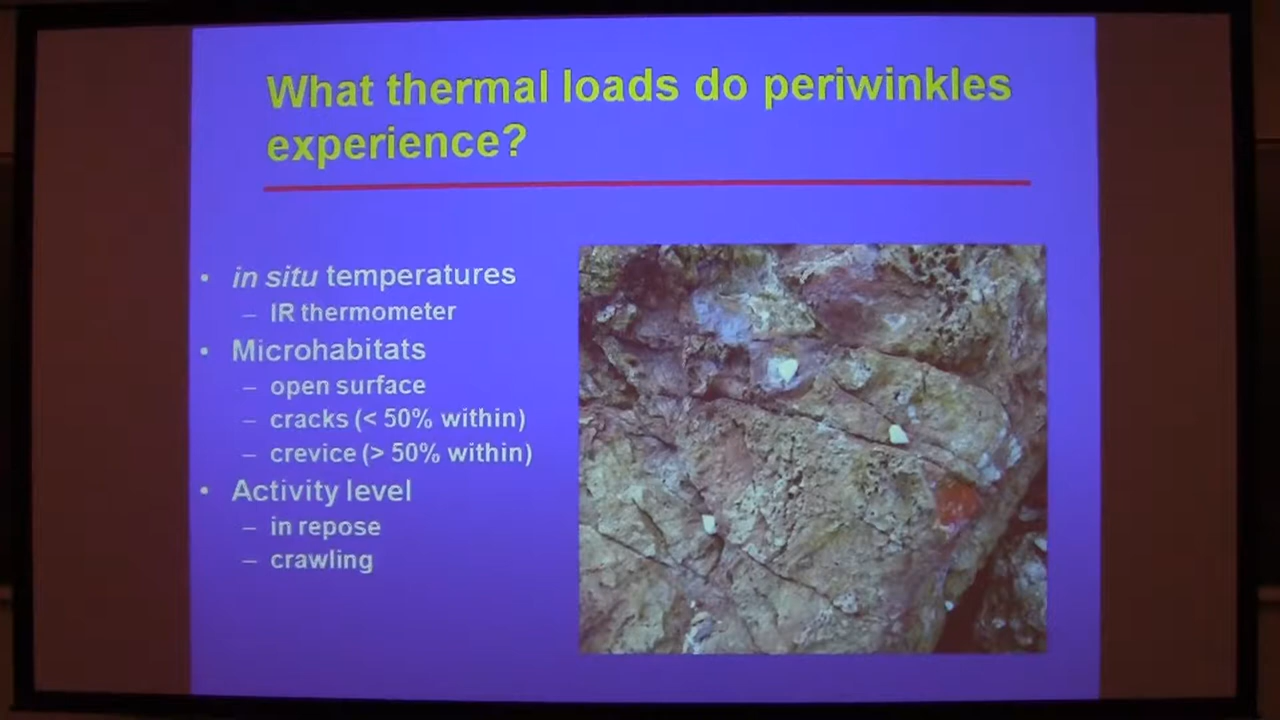 What thermal loads do periwinkles
experience?
• in situ temperatures
– IR thermometer
• Microhabitats
– open surface
– cracks (< 50% within)
– crevice (> 50% within)
• Activity level
– in repose
– crawling